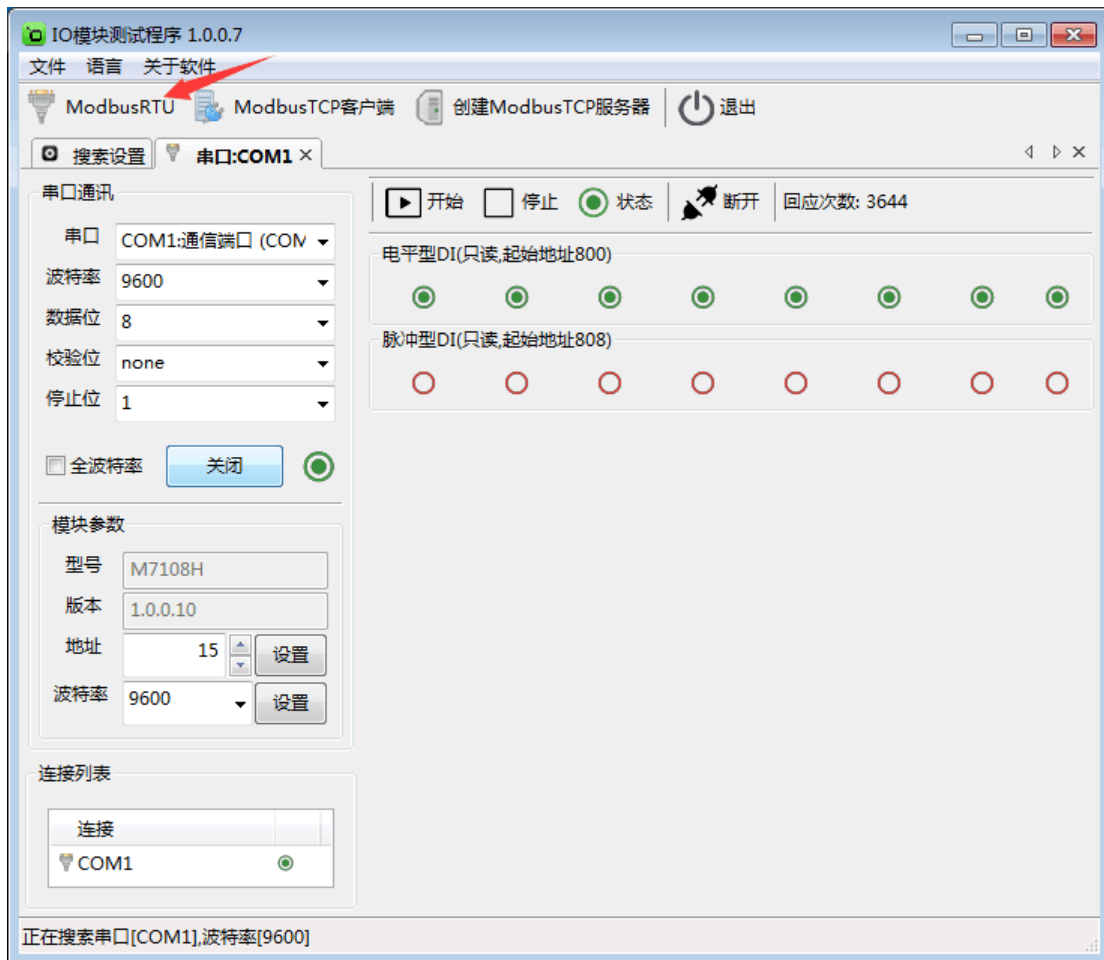 IO模块测试程序 1.0.0.7
文件 语言 关于软件
ModbusRTU ModbusTCP客户端 创建ModbusTCP服务器 退出
搜索设置 串口:COM1
串口通讯
串口 COM1:通信端口 (COM
波特率 9600
数据位 8
校验位 none
停止位 1
全波特率 关闭
模块参数
型号 M7108H
版本 1.0.0.10
地址 15 设置
波特率 9600 设置
连接列表
连接
COM1
开始 停止 状态 断开 回应次数: 3644
电平型DI(只读,起始地址800)
脉冲型DI(只读,起始地址808)
正在搜索串口[COM1],波特率[9600]